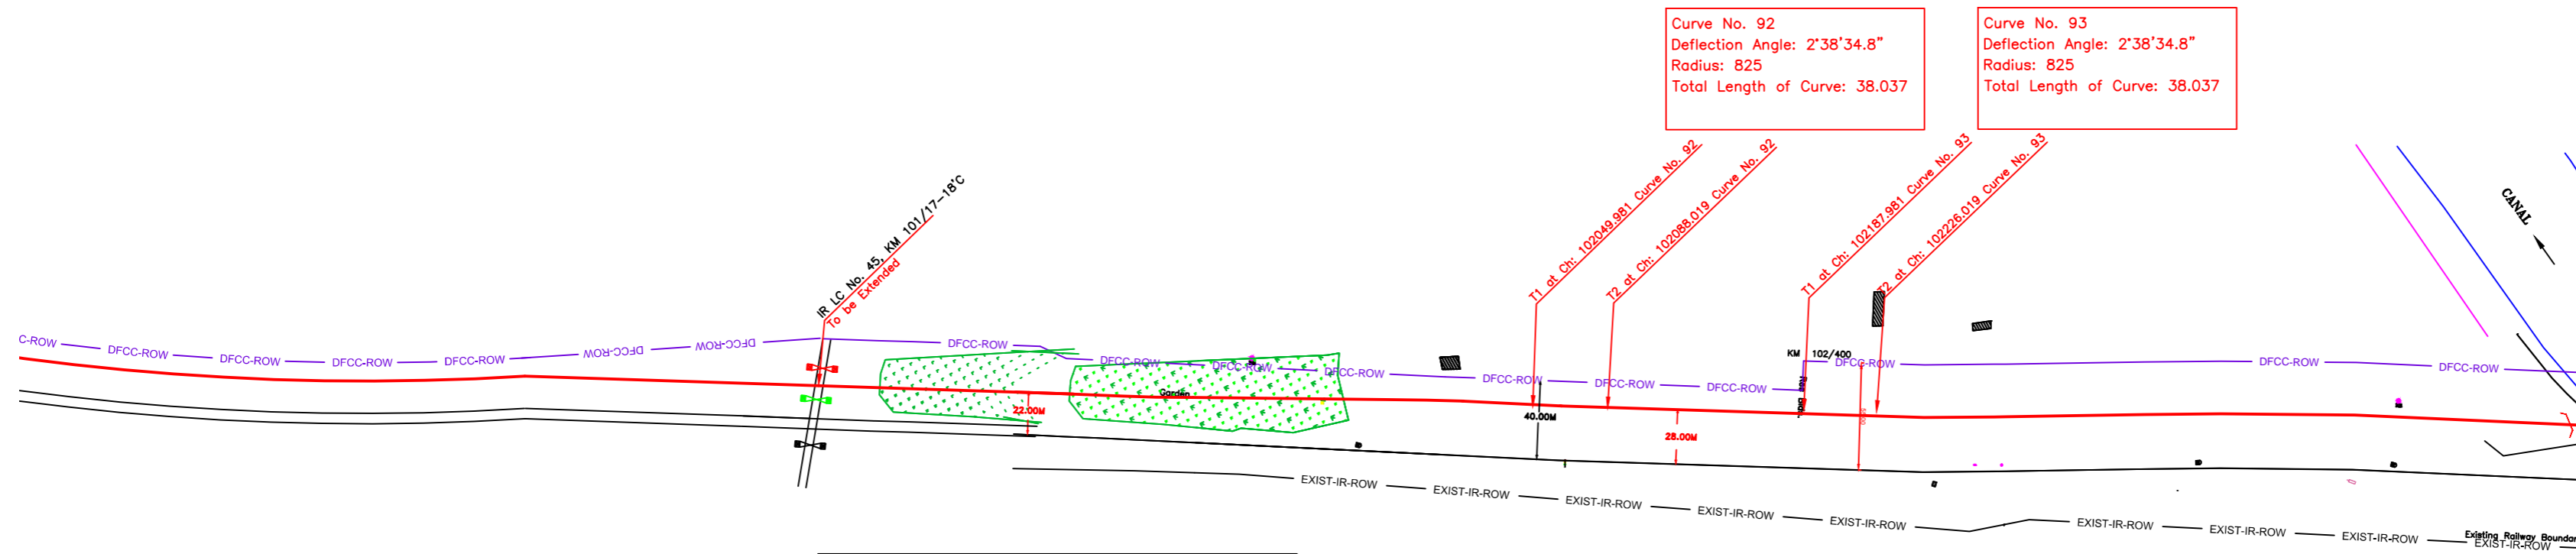 Curve No. 92
Deflection Angle: 2°38'34.8"
Radius: 825
Total Length of Curve: 38.037
Curve No. 93
Deflection Angle: 2°38'34.8"
Radius: 825
Total Length of Curve: 38.037
T1 at Ch: 102049.981 Curve No. 92
T2 at Ch: 102088.019 Curve No. 92
T1 at Ch: 102187.981 Curve No. 93
T2 at Ch: 102226.019 Curve No. 93
CANAL
IR LC No. 45, KM 101/17-18'C
To be Extended
C-ROW
DFCC-ROW
DFCC-ROW
DFCC-ROW
DFCC-ROW
DFCC-ROW
DFCC-ROW
DFCC-ROW
DFCC-ROW
DFCC-ROW
DFCC-ROW
DFCC-ROW
DFCC-ROW
DFCC-ROW
KM 102/400
DFCC-ROW
DFCC-ROW
DFCC-ROW
Garden
22.00M
40.00M
28.00M
EXIST-IR-ROW
EXIST-IR-ROW
EXIST-IR-ROW
EXIST-IR-ROW
EXIST-IR-ROW
EXIST-IR-ROW
EXIST-IR-ROW
EXIST-IR-ROW
EXIST-IR-ROW
Existing Railway Boundar